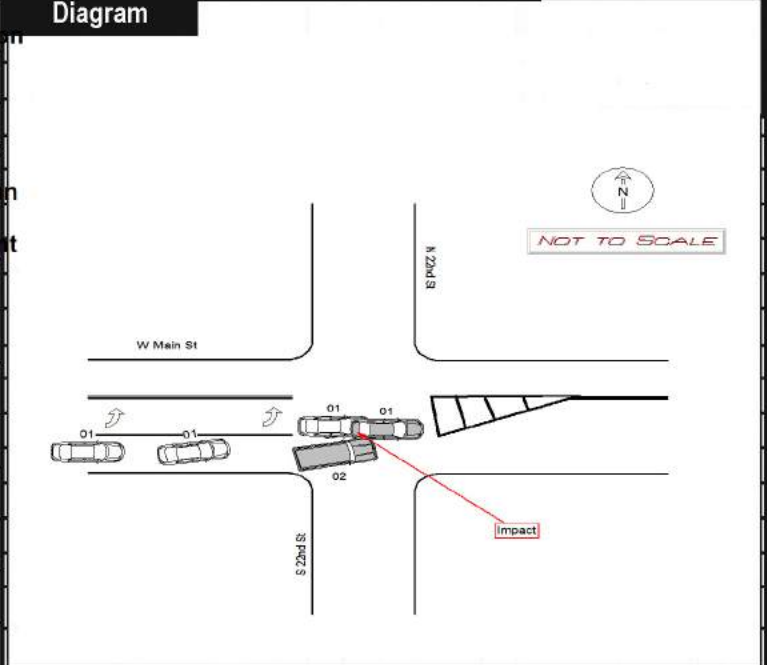 Diagram
N
NOT TO SCALE
N 22nd St
W Main St
01
01
01
01
02
Impact
S 22nd St